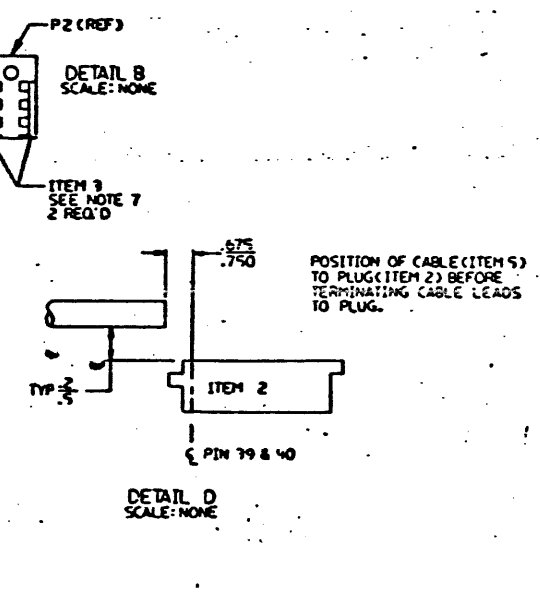 P2 (REF)
DETAIL B
SCALE: NONE
ITEM 3
SEE NOTE 7
2 REQ'D
.675
.750
POSITION OF CABLE (ITEM 5)
TO PLUG (ITEM 2) BEFORE
TERMINATING CABLE LEADS
TO PLUG.
TYP .2
.5
ITEM 2
℄ PIN 39 & 40
DETAIL D
SCALE: NONE